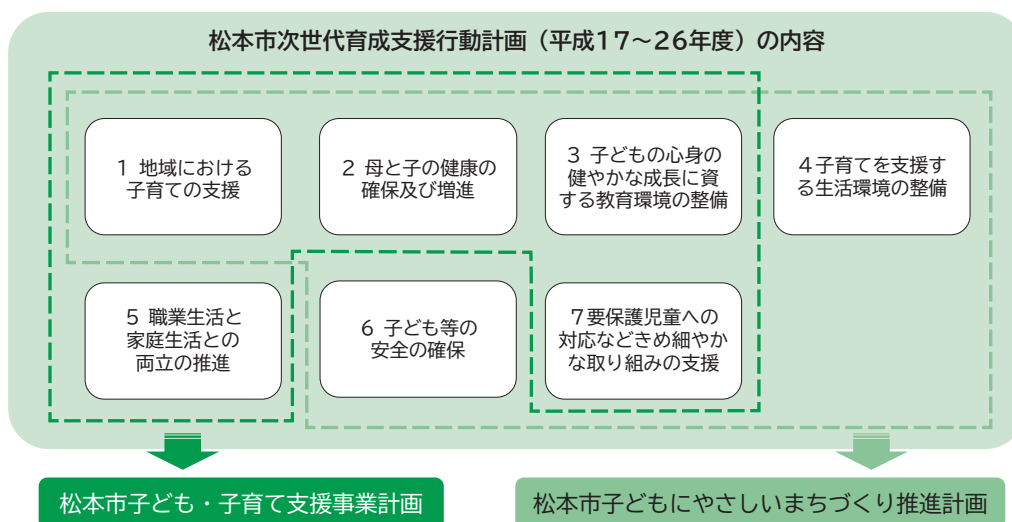 松本市次世代育成支援行動計画（平成17～26年度）の内容
1 地域における
子育ての支援
2 母と子の健康の
確保及び増進
3 子どもの心身の
健やかな成長に資
する教育環境の整備
4子育てを支援す
る生活環境の整備
5 職業生活と
家庭生活との
両立の推進
6 子ども等の
安全の確保
7要保護児童への
対応などきめ細やか
な取り組みの支援
松本市子ども・子育て支援事業計画
松本市子どもにやさしいまちづくり推進計画